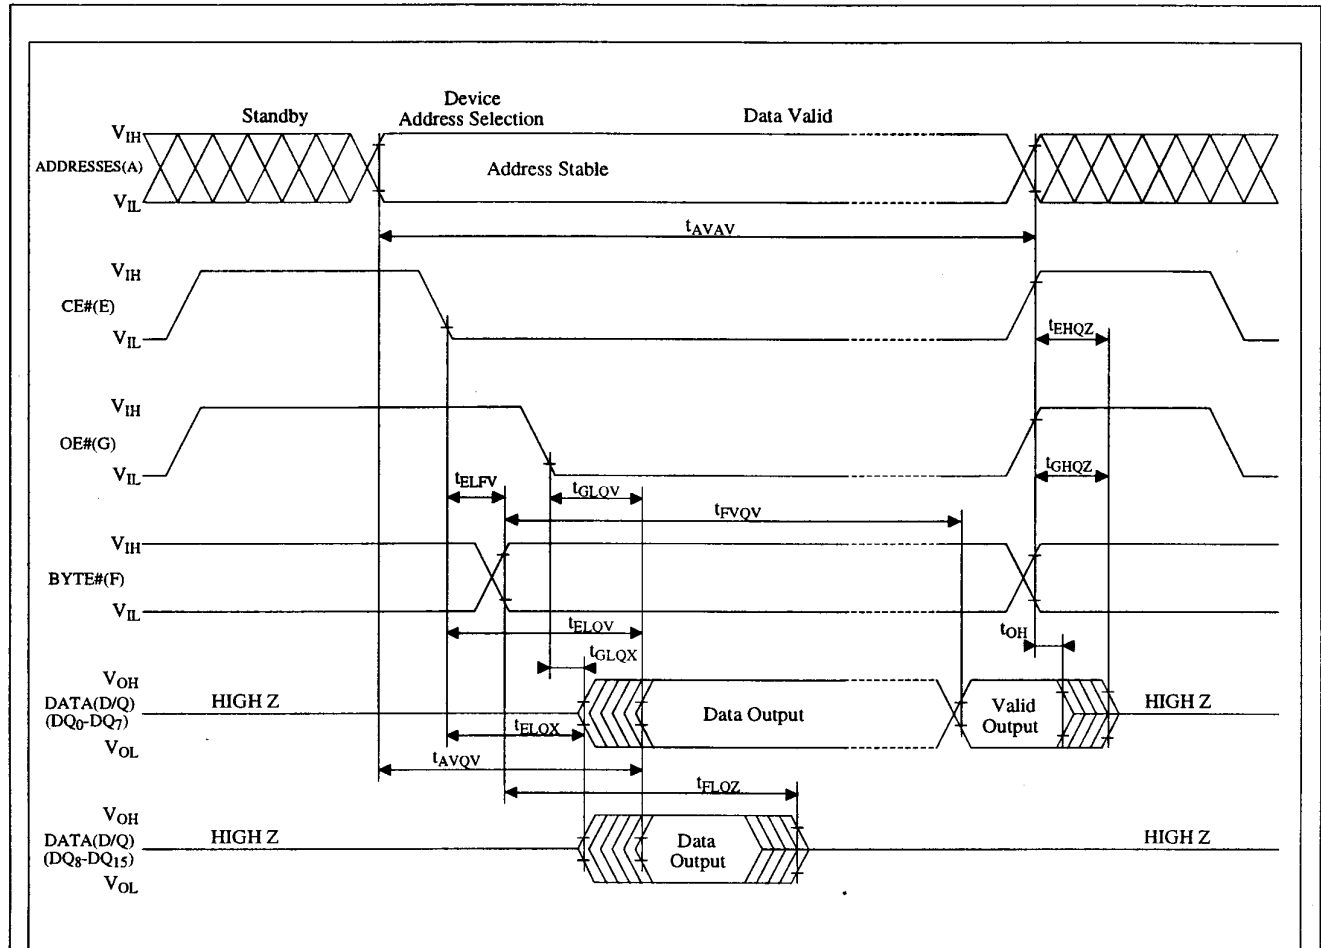 Standby
Device
Address Selection
Data Valid
VIH
ADDRESSES(A)
Address Stable
VIL
tAVAV
VIH
CE#(E)
tEHQZ
VIL
VIH
OE#(G)
tGHQZ
VIL
tELFV
tGLQV
tFVQV
VIH
BYTE#(F)
VIL
tELQV
tOH
tGLQX
VOH
DATA(D/Q)
(DQ0-DQ7)
HIGH Z
Data Output
Valid
Output
HIGH Z
tELQX
VOL
tAVQV
tFLQZ
VOH
DATA(D/Q)
(DQ8-DQ15)
HIGH Z
Data
Output
HIGH Z
VOL